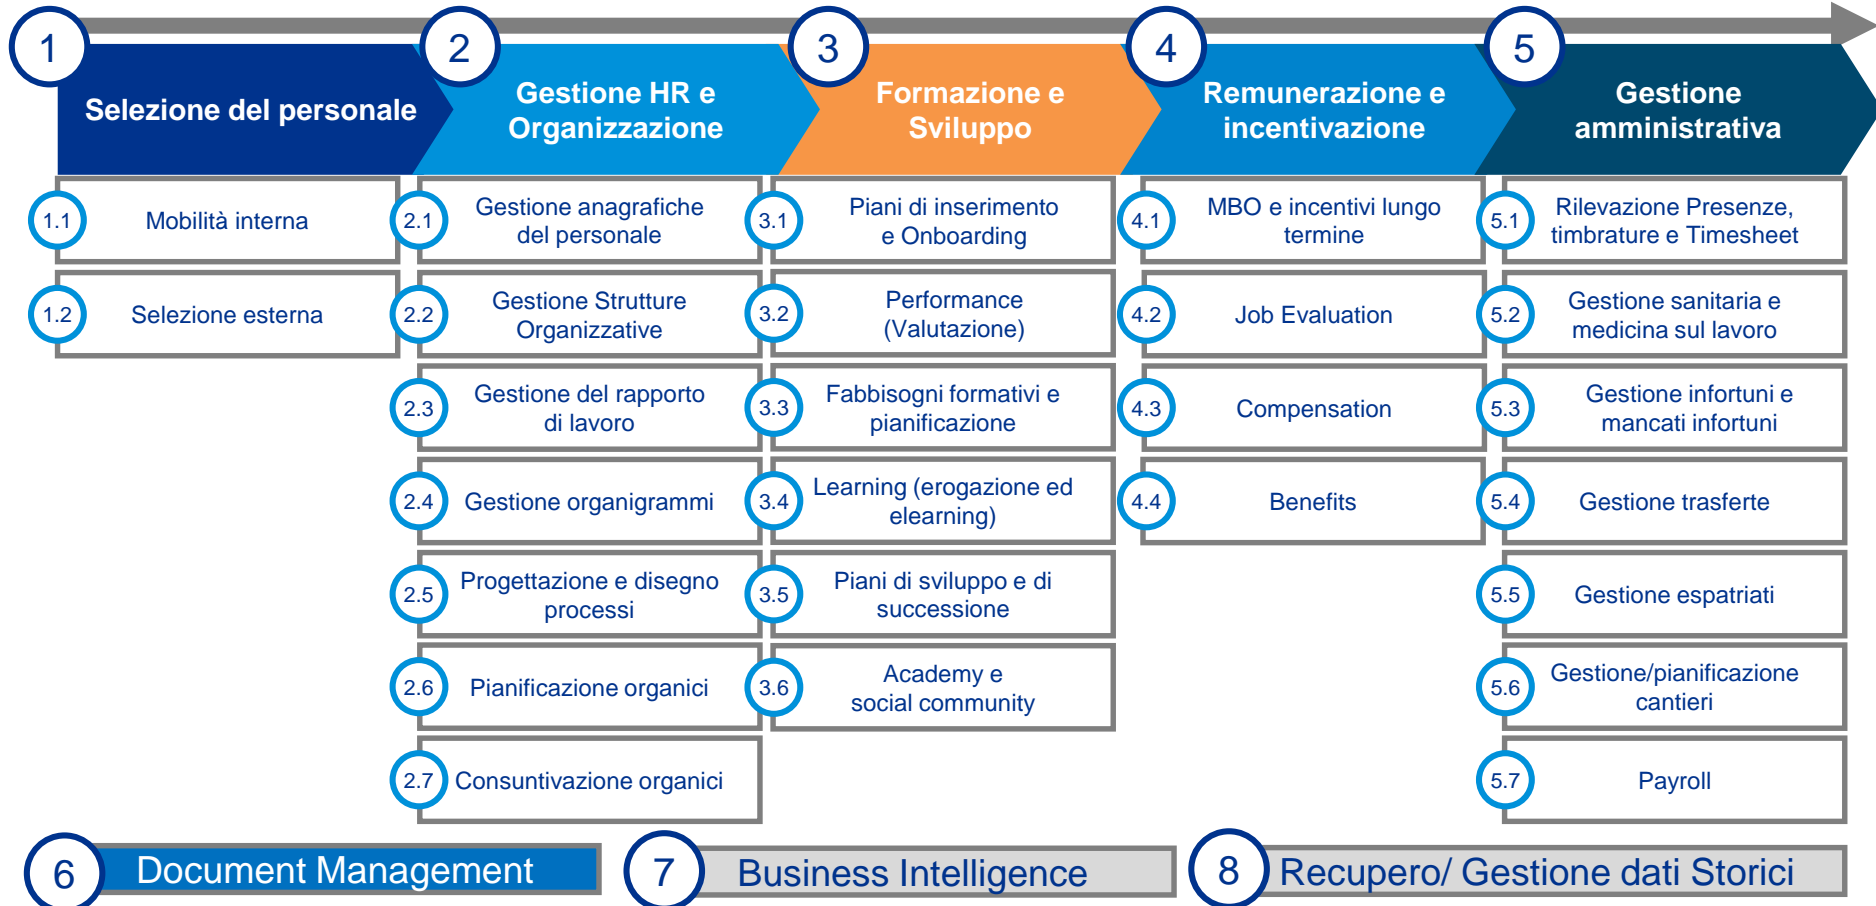 1
Selezione del personale
2
Gestione HR e
Organizzazione
3
Formazione e
Sviluppo
4
Remunerazione e
incentivazione
5
Gestione
amministrativa
1.1
Mobilità interna
1.2
Selezione esterna
2.1
Gestione anagrafiche
del personale
2.2
Gestione Strutture
Organizzative
2.3
Gestione del rapporto
di lavoro
2.4
Gestione organigrammi
2.5
Progettazione e disegno
processi
2.6
Pianificazione organici
2.7
Consuntivazione organici
3.1
Piani di inserimento
e Onboarding
3.2
Performance
(Valutazione)
3.3
Fabbisogni formativi e
pianificazione
3.4
Learning (erogazione ed
elearning)
3.5
Piani di sviluppo e di
successione
3.6
Academy e
social community
4.1
MBO e incentivi lungo
termine
4.2
Job Evaluation
4.3
Compensation
4.4
Benefits
5.1
Rilevazione Presenze,
timbrature e Timesheet
5.2
Gestione sanitaria e
medicina sul lavoro
5.3
Gestione infortuni e
mancati infortuni
5.4
Gestione trasferte
5.5
Gestione espatriati
5.6
Gestione/pianificazione
cantieri
5.7
Payroll
6
Document Management
7
Business Intelligence
8
Recupero/ Gestione dati Storici